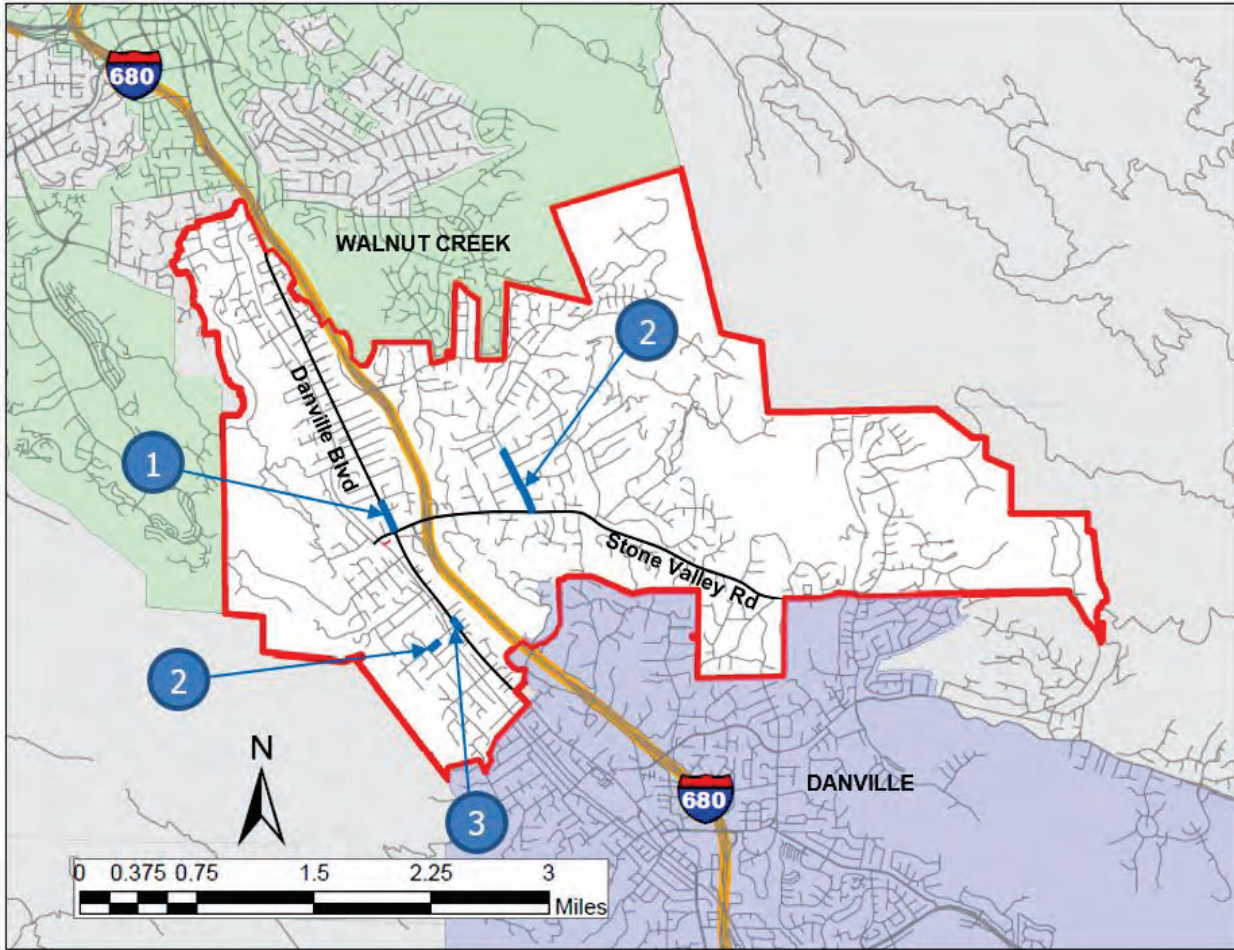 680
WALNUT CREEK
2
Danville Blvd
1
Stone Valley Rd
2
N
3
680
DANVILLE
0 0.375 0.75 1.5 2.25 3
Miles